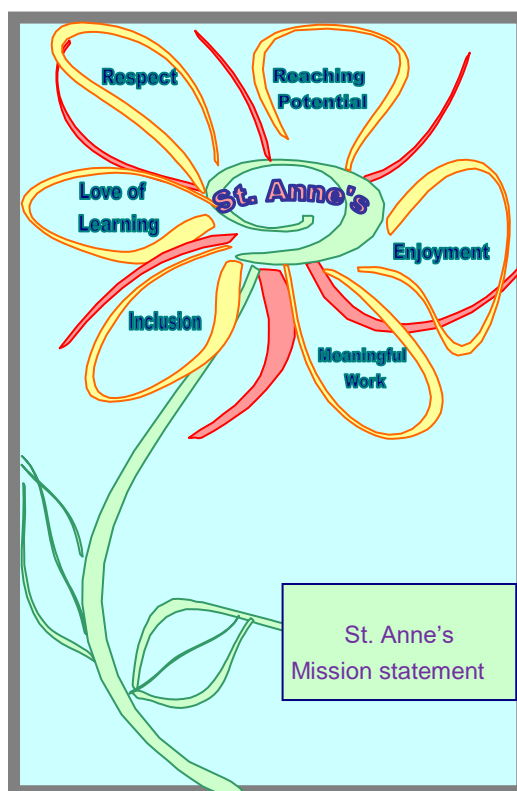 Respect
Reaching
Potential
St. Anne's
Love of
Learning
Enjoyment
Inclusion
Meaningful
Work
St. Anne's
Mission statement